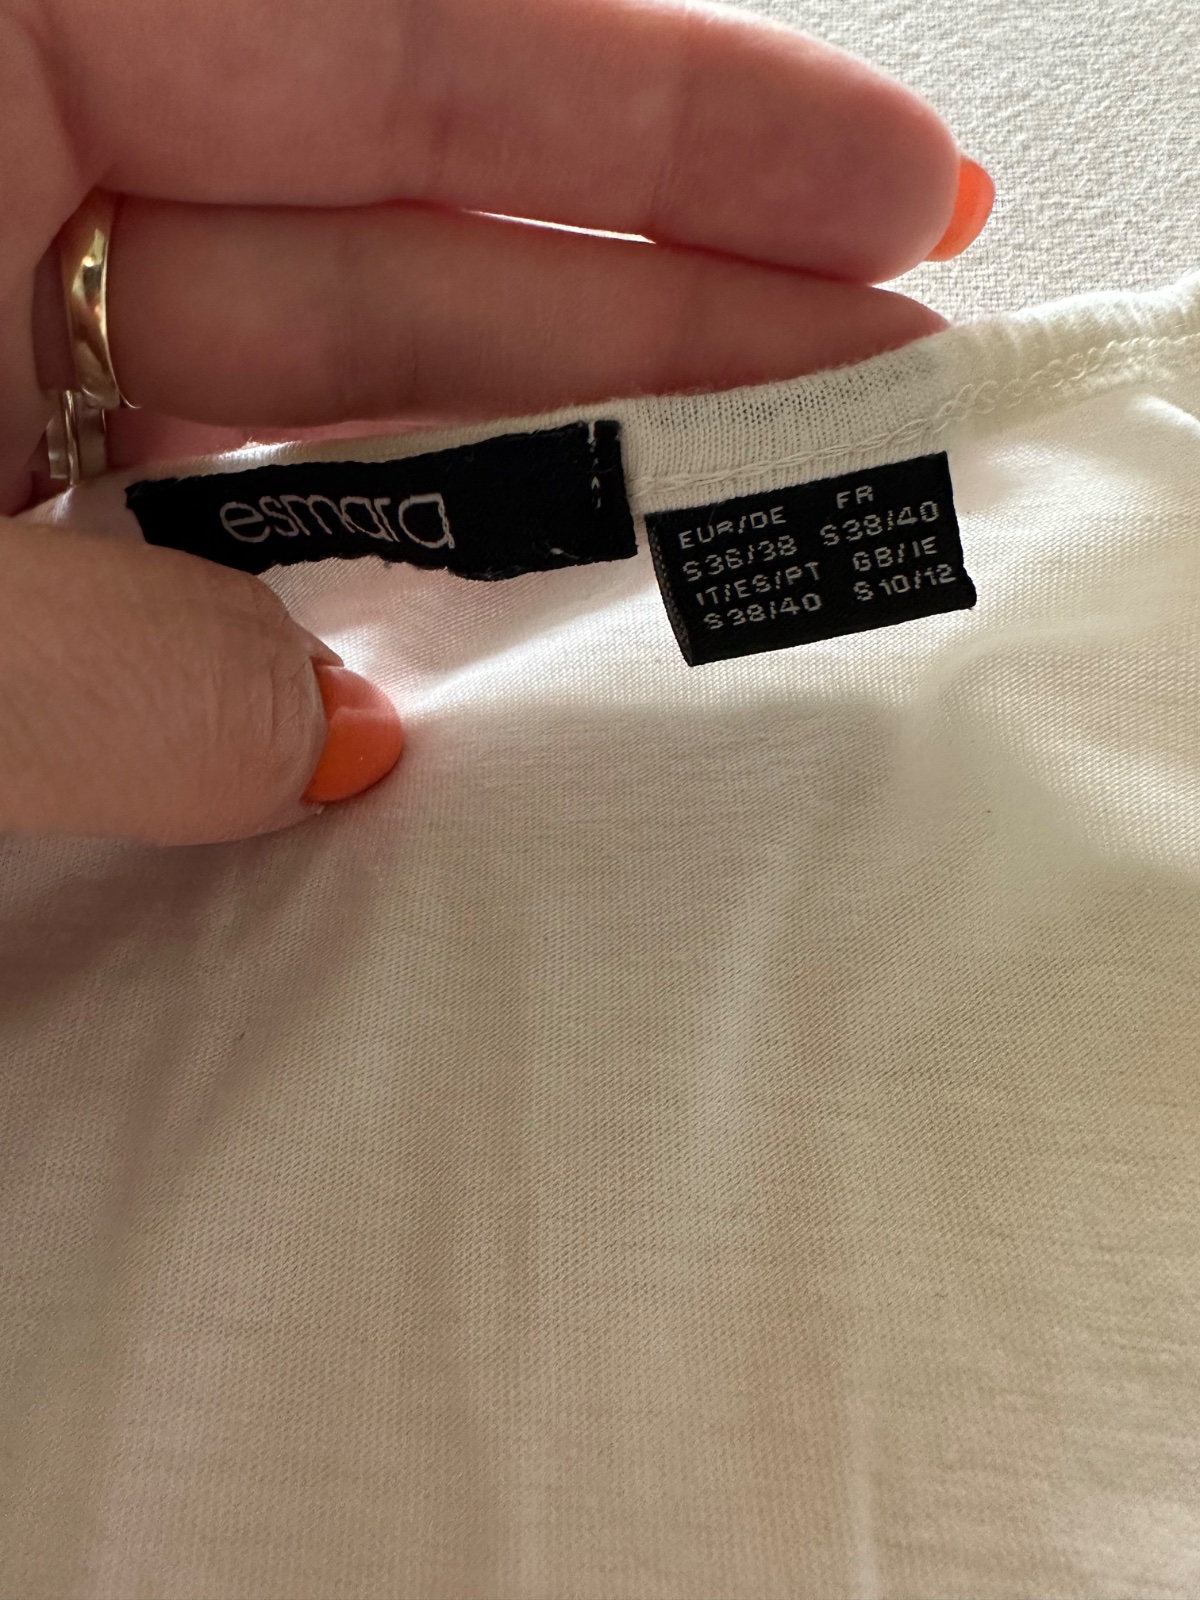 esmara
EUR/DE FR
S36/38 S38/40
IT/ES/PT GB/IE
S38/40 S10/12